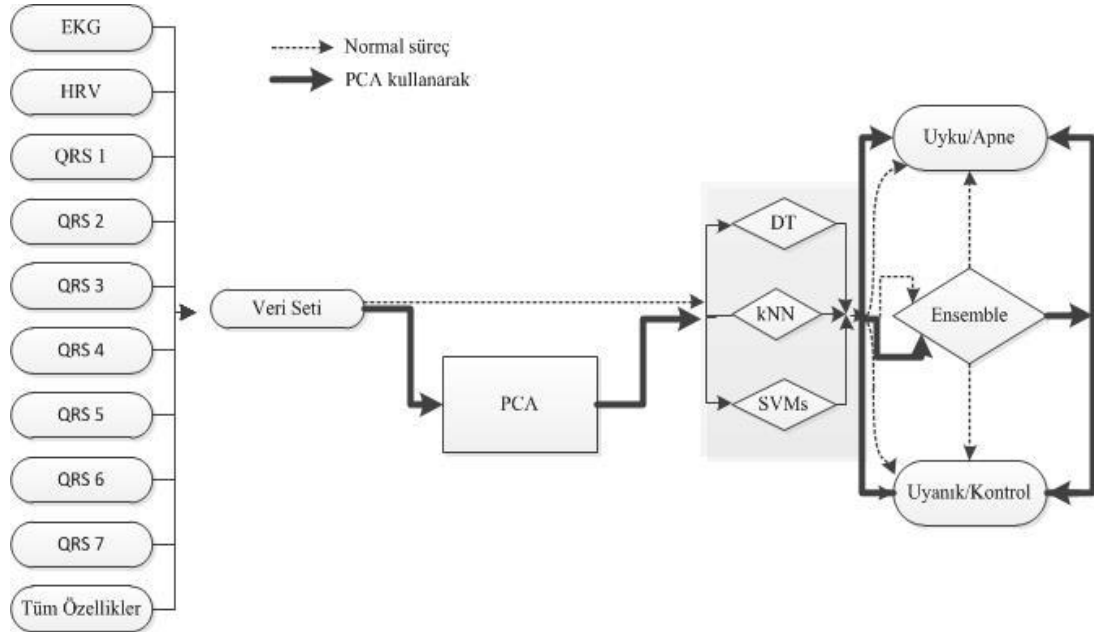 EKG
HRV
QRS 1
QRS 2
QRS 3
QRS 4
QRS 5
QRS 6
QRS 7
Tüm Özellikler
Normal süreç
PCA kullanarak
Veri Seti
PCA
DT
kNN
SVMs
Uyku/Apne
Ensemble
Uyanık/Kontrol